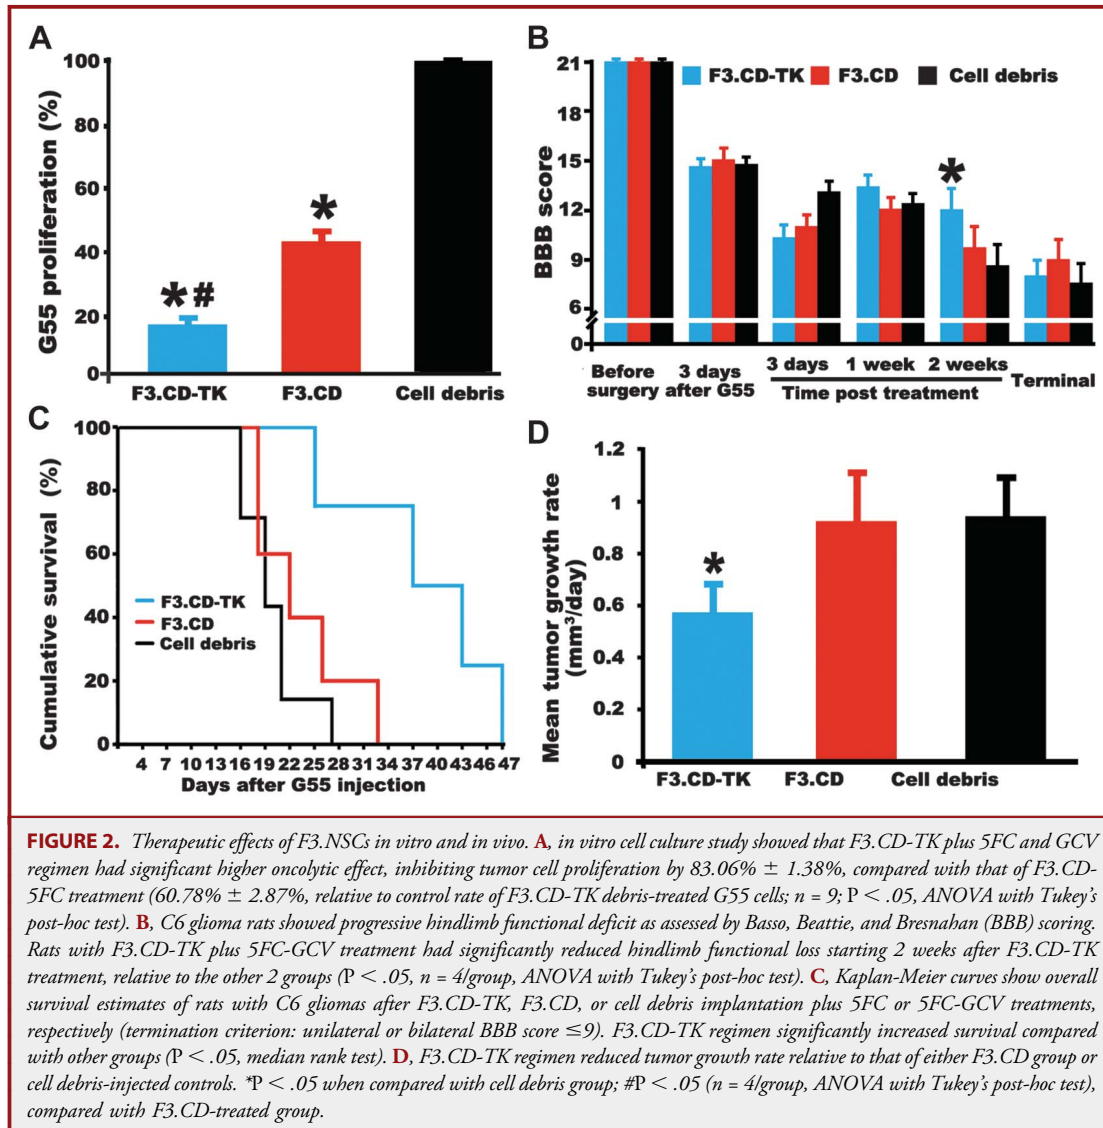 A
G55 proliferation (%)
100
80
60
40
20
0
*#
*
F3.CD-TK F3.CD Cell debris
B
F3.CD-TK F3.CD Cell debris
BBB score
21
18
15
12
9
6
0
*
Before surgery
3 days after G55
3 days 1 week 2 weeks
Time post treatment
Terminal
C
Cumulative survival (%)
100
80
60
40
20
0
F3.CD-TK
F3.CD
Cell debris
4 7 10 13 16 19 22 25 28 31 34 37 40 43 46 47
Days after G55 injection
D
Mean tumor growth rate
(mm³/day)
1.2
1
0.8
0.6
0.4
0.2
0
*
F3.CD-TK F3.CD Cell debris
FIGURE 2. Therapeutic effects of F3.NSCs in vitro and in vivo. A, in vitro cell culture study showed that F3.CD-TK plus 5FC and GCV
regimen had significant higher oncolytic effect, inhibiting tumor cell proliferation by 83.06% ± 1.38%, compared with that of F3.CD-
5FC treatment (60.78% ± 2.87%, relative to control rate of F3.CD-TK debris-treated G55 cells; n = 9; P < .05, ANOVA with Tukey's
post-hoc test). B, C6 glioma rats showed progressive hindlimb functional deficit as assessed by Basso, Beattie, and Bresnahan (BBB) scoring.
Rats with F3.CD-TK plus 5FC-GCV treatment had significantly reduced hindlimb functional loss starting 2 weeks after F3.CD-TK
treatment, relative to the other 2 groups (P < .05, n = 4/group, ANOVA with Tukey's post-hoc test). C, Kaplan-Meier curves show overall
survival estimates of rats with C6 gliomas after F3.CD-TK, F3.CD, or cell debris implantation plus 5FC or 5FC-GCV treatments,
respectively (termination criterion: unilateral or bilateral BBB score ≤9). F3.CD-TK regimen significantly increased survival compared
with other groups (P < .05, median rank test). D, F3.CD-TK regimen reduced tumor growth rate relative to that of either F3.CD group or
cell debris-injected controls. *P < .05 when compared with cell debris group; #P < .05 (n = 4/group, ANOVA with Tukey's post-hoc test),
compared with F3.CD-treated group.